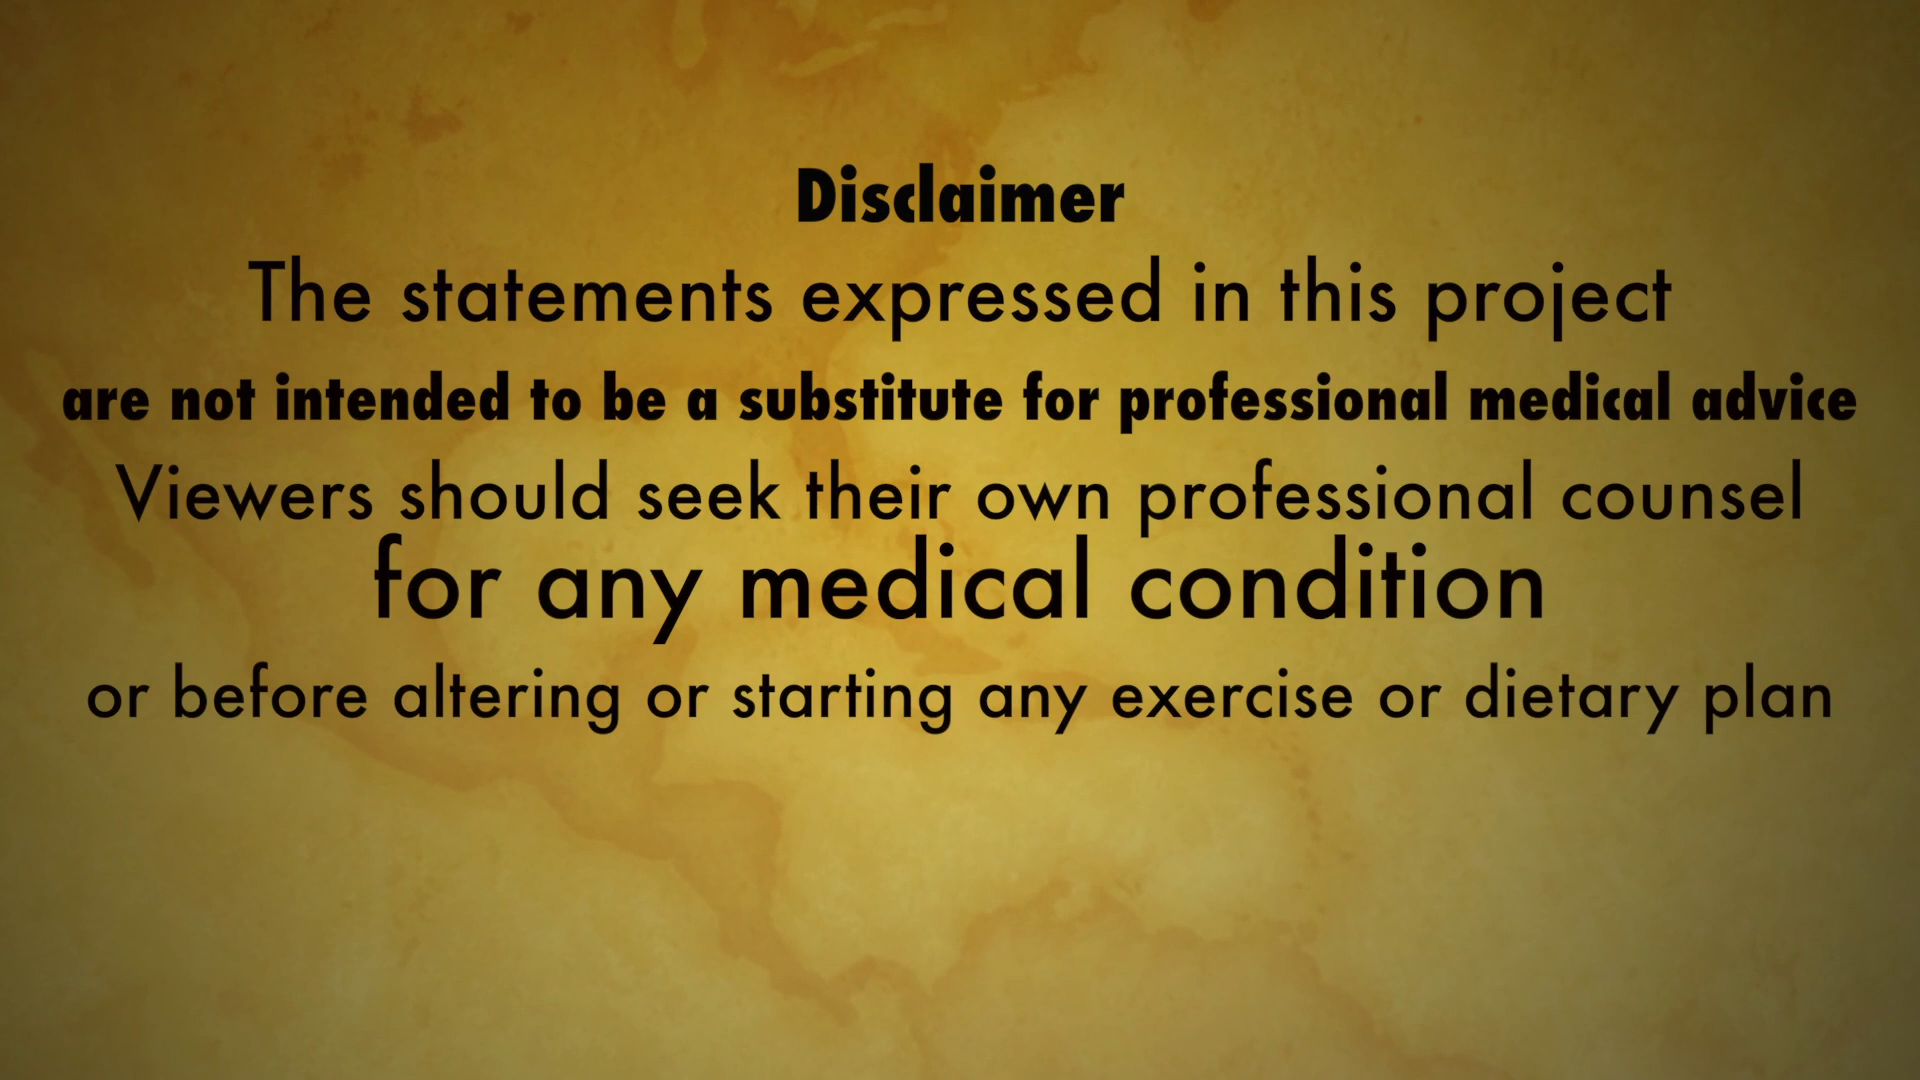 Disclaimer
The statements expressed in this project
are not intended to be a substitute for professional medical advice
Viewers should seek their own professional counsel
for any medical condition
or before altering or starting any exercise or dietary plan